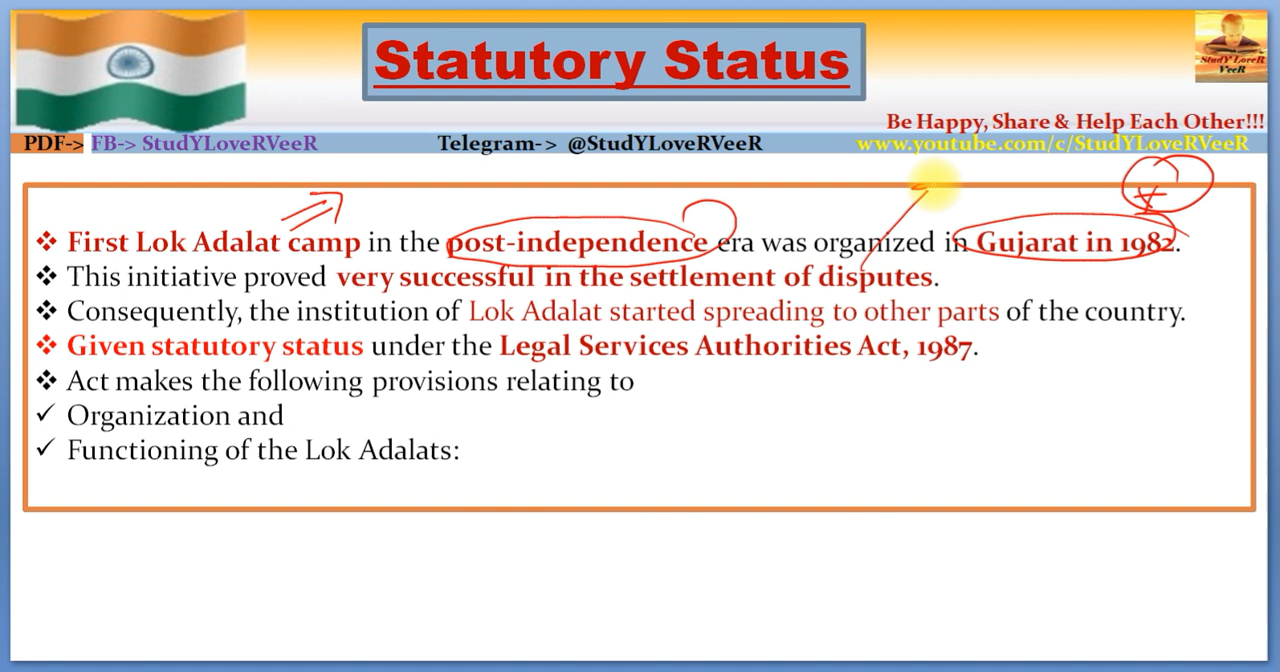 Statutory Status
StudY LoveR
VeeR
Be Happy, Share & Help Each Other!!!
PDF-> FB-> StudYLoveRVeeR Telegram-> @StudYLoveRVeeR www.youtube.com/c/StudYLoveRVeeR
❖ First Lok Adalat camp in the post-independence era was organized in Gujarat in 1982.
❖ This initiative proved very successful in the settlement of disputes.
❖ Consequently, the institution of Lok Adalat started spreading to other parts of the country.
❖ Given statutory status under the Legal Services Authorities Act, 1987.
❖ Act makes the following provisions relating to
✓ Organization and
✓ Functioning of the Lok Adalats: